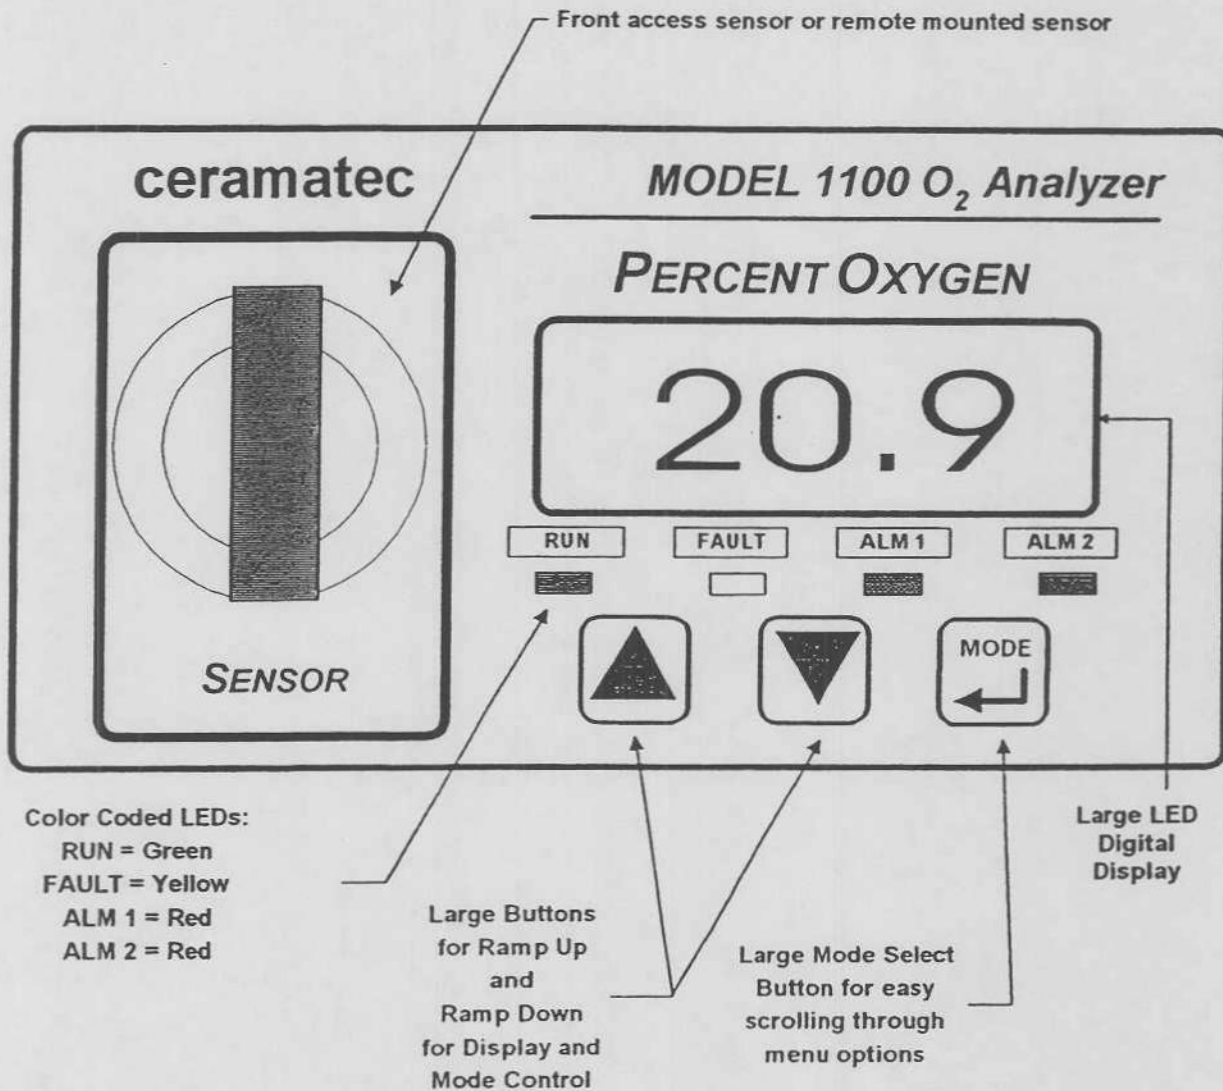 Front access sensor or remote mounted sensor
ceramatec
MODEL 1100 O₂ Analyzer
PERCENT OXYGEN
20.9
RUN
FAULT
ALM 1
ALM 2
MODE
SENSOR
Color Coded LEDs:
RUN = Green
FAULT = Yellow
ALM 1 = Red
ALM 2 = Red
Large Buttons
for Ramp Up
and
Ramp Down
for Display and
Mode Control
Large Mode Select
Button for easy
scrolling through
menu options
Large LED
Digital
Display